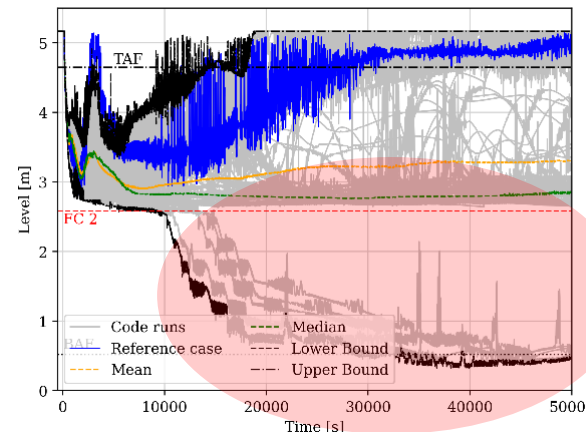 TAF
FC 2
BAF
Level [m]
5
4
3
2
1
0
Code runs
Reference case
Mean
Median
Lower Bound
Upper Bound
0
10000
20000
30000
40000
5000
Time [s]